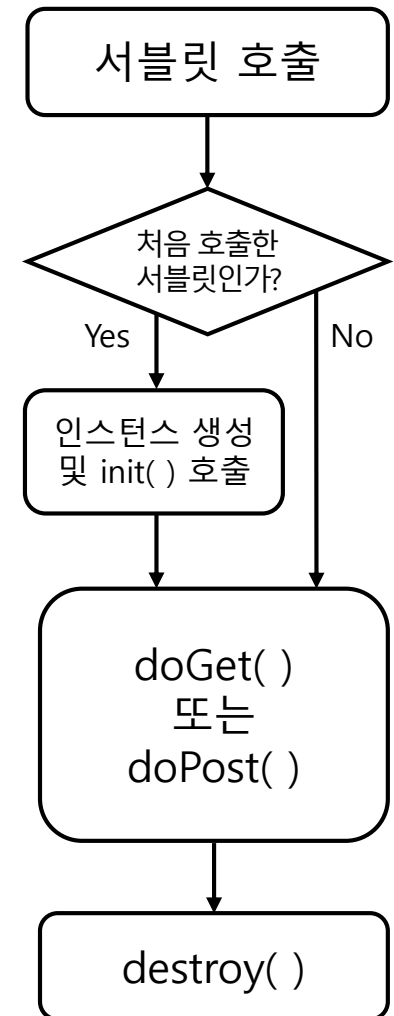 서블릿 호출
처음 호출한
서블릿인가?
Yes
No
인스턴스 생성
및 init( ) 호출
doGet( )
또는
doPost( )
destroy( )